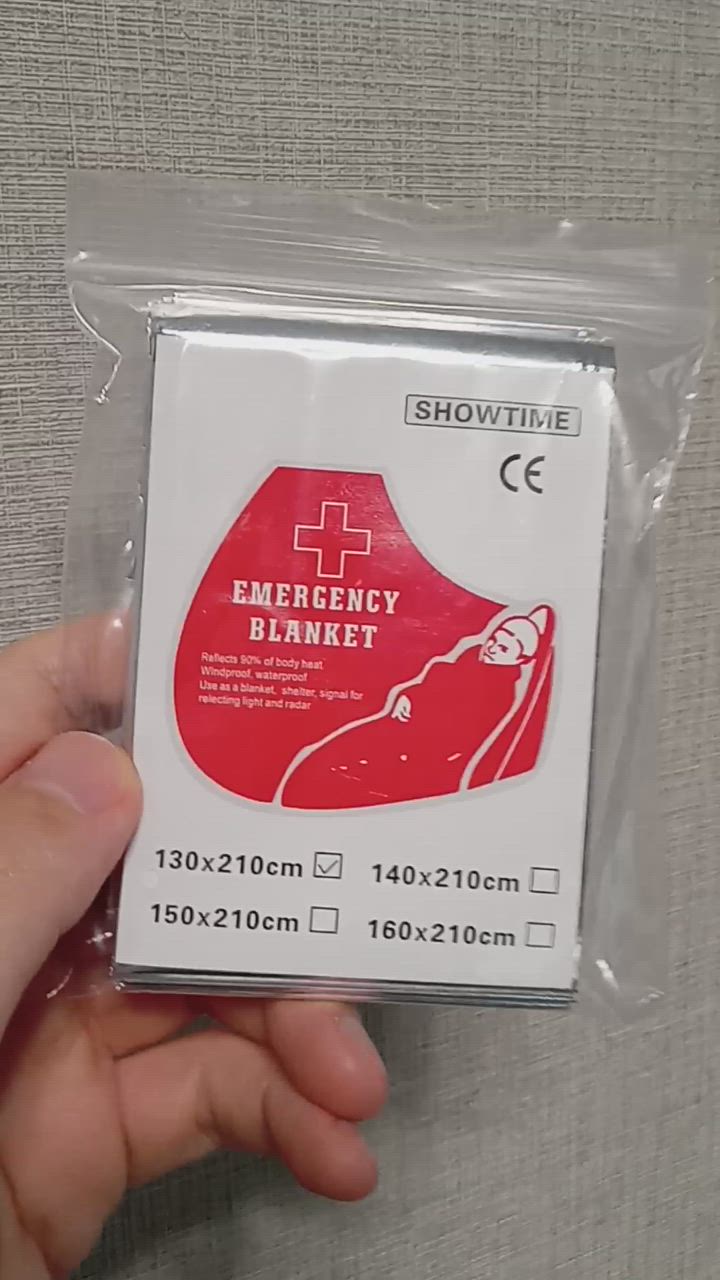 SHOWTIME
CE
EMERGENCY
BLANKET
Reflects 90% of body heat
Windproof, waterproof
Use as a blanket, shelter, signal for
relecting light and radar
130x210cm
140x210cm
150x210cm
160x210cm